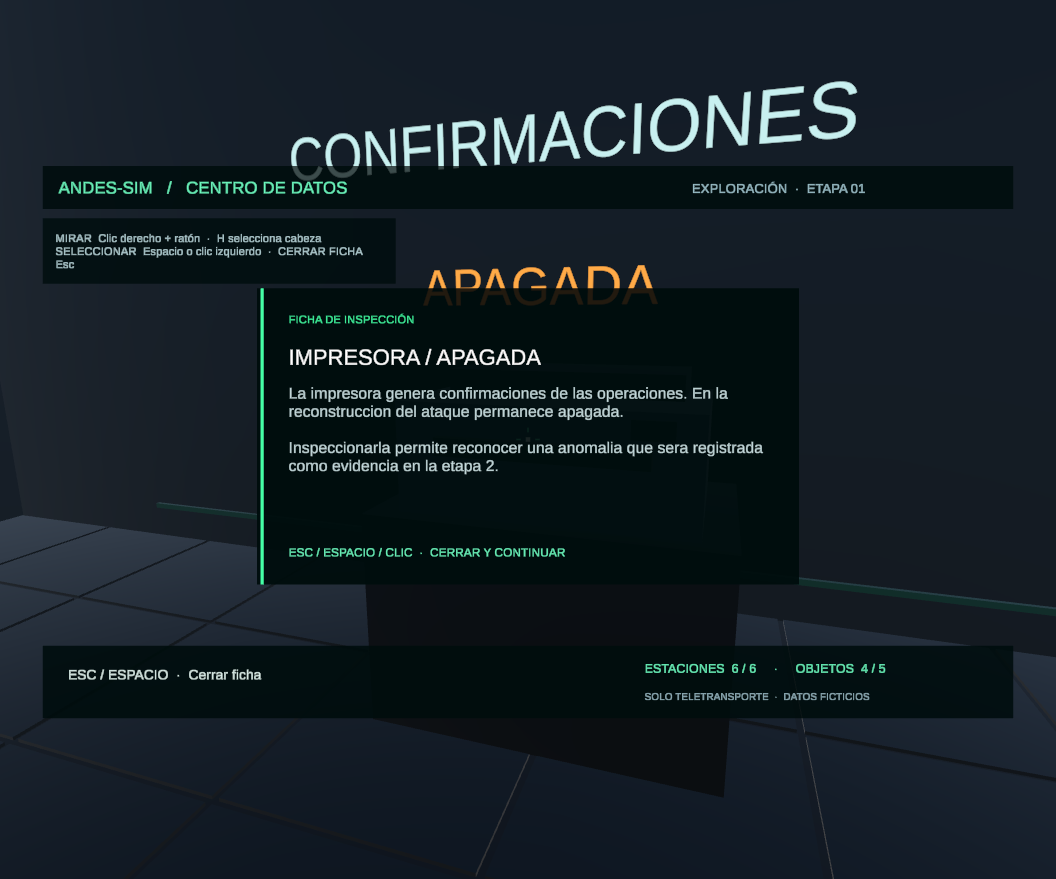 CONFIRMACIONES
ANDES-SIM / CENTRO DE DATOS
EXPLORACIÓN · ETAPA 01
MIRAR Clic derecho + ratón · H selecciona cabeza
SELECCIONAR Espacio o clic izquierdo · CERRAR FICHA
Esc
APAGADA
FICHA DE INSPECCIÓN
IMPRESORA / APAGADA
La impresora genera confirmaciones de las operaciones. En la
reconstruccion del ataque permanece apagada.
Inspeccionarla permite reconocer una anomalia que sera registrada
como evidencia en la etapa 2.
ESC / ESPACIO / CLIC · CERRAR Y CONTINUAR
ESC / ESPACIO · Cerrar ficha
ESTACIONES 6 / 6 · OBJETOS 4 / 5
SOLO TELETRANSPORTE · DATOS FICTICIOS